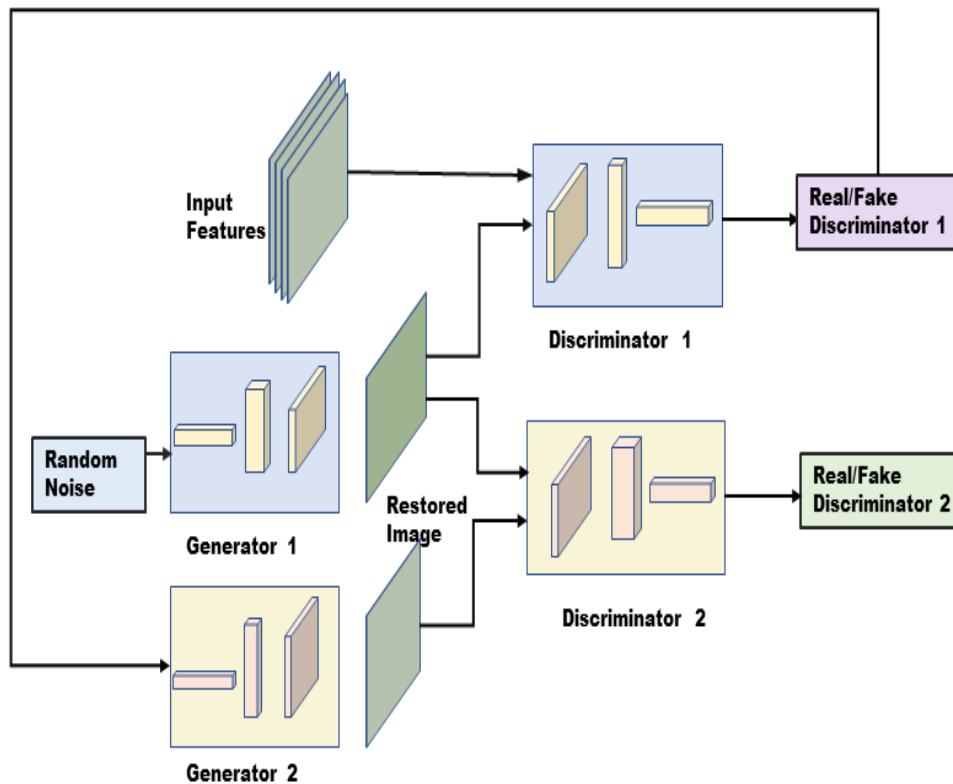 Input
Features
Real/Fake
Discriminator 1
Discriminator 1
Random
Noise
Generator 1
Restored
Image
Real/Fake
Discriminator 2
Discriminator 2
Generator 2